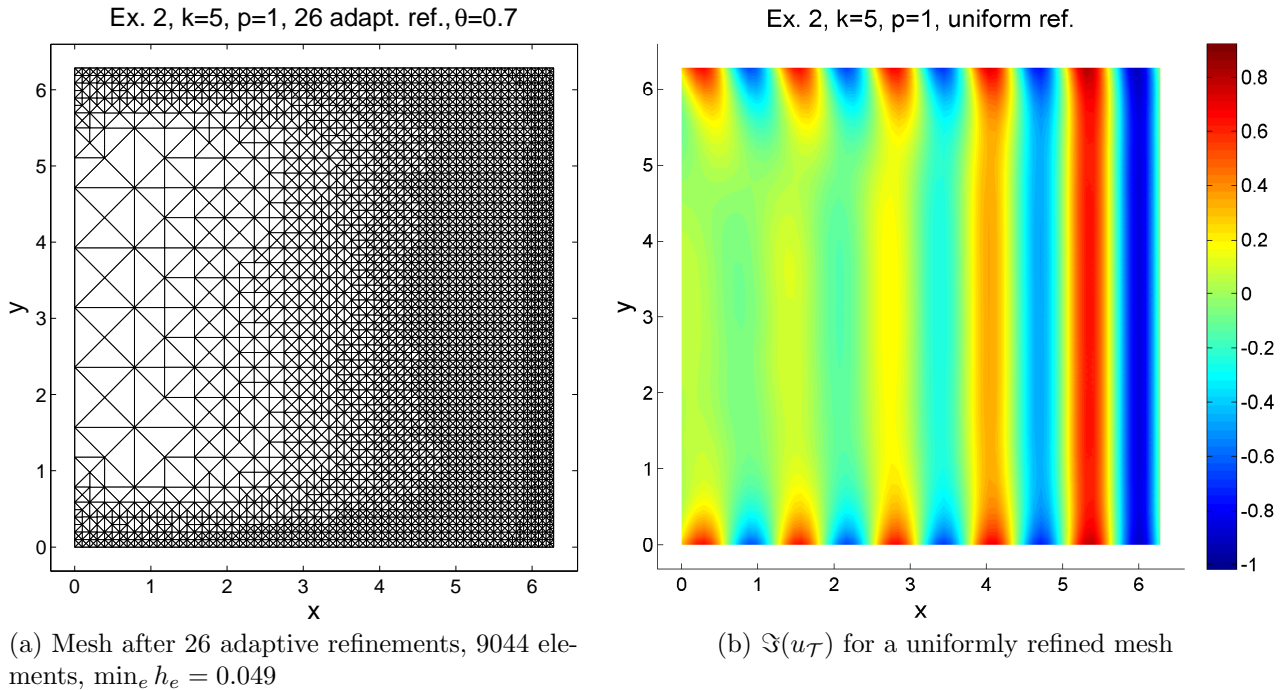 Ex. 2, k=5, p=1, 26 adapt. ref.,θ=0.7
6
5
4
3
2
1
0
y
0 1 2 3 4 5 6
x
(a) Mesh after 26 adaptive refinements, 9044 ele-
ments, min_e h_e = 0.049
Ex. 2, k=5, p=1, uniform ref.
6
5
4
3
2
1
0
y
0 1 2 3 4 5 6
x
0.8
0.6
0.4
0.2
0
-0.2
-0.4
-0.6
-0.8
-1
(b) ℑ(u_𝒯) for a uniformly refined mesh